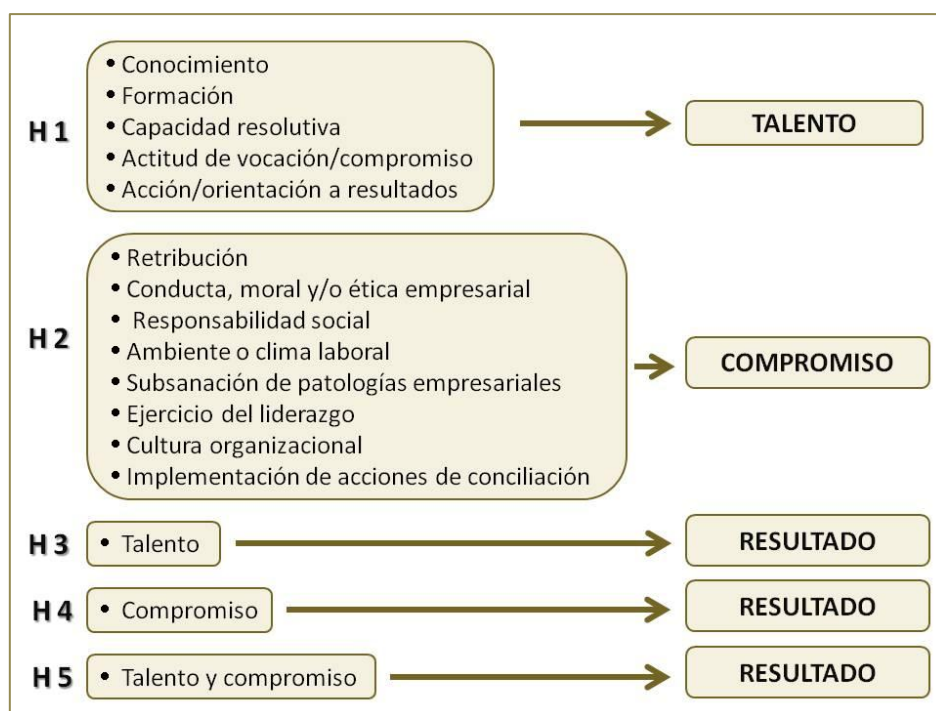 • Conocimiento
• Formación
• Capacidad resolutiva
• Actitud de vocación/compromiso
• Acción/orientación a resultados
H 1
TALENTO
• Retribución
• Conducta, moral y/o ética empresarial
• Responsabilidad social
• Ambiente o clima laboral
• Subsanación de patologías empresariales
• Ejercicio del liderazgo
• Cultura organizacional
• Implementación de acciones de conciliación
H 2
COMPROMISO
H 3 • Talento RESULTADO
H 4 • Compromiso RESULTADO
H 5 • Talento y compromiso RESULTADO